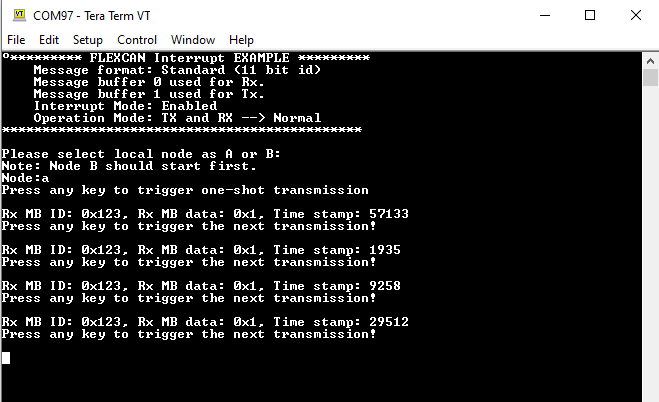 COM97 - Tera Term VT
File Edit Setup Control Window Help
º********* FLEXCAN Interrupt EXAMPLE *********
    Message format: Standard (11 bit id)
    Message buffer 0 used for Rx.
    Message buffer 1 used for Tx.
    Interrupt Mode: Enabled
    Operation Mode: TX and RX --> Normal
*********************************************
Please select local node as A or B:
Note: Node B should start first.
Node:a
Press any key to trigger one-shot transmission
Rx MB ID: 0x123, Rx MB data: 0x1, Time stamp: 57133
Press any key to trigger the next transmission!
Rx MB ID: 0x123, Rx MB data: 0x1, Time stamp: 1935
Press any key to trigger the next transmission!
Rx MB ID: 0x123, Rx MB data: 0x1, Time stamp: 9258
Press any key to trigger the next transmission!
Rx MB ID: 0x123, Rx MB data: 0x1, Time stamp: 29512
Press any key to trigger the next transmission!